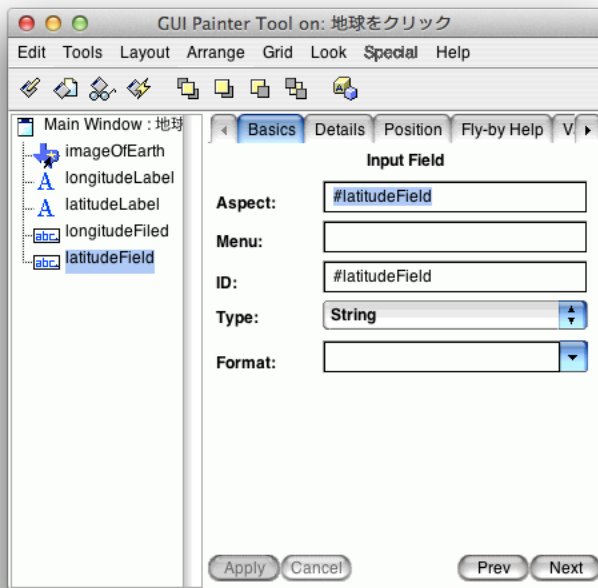 GUI Painter Tool on: 地球をクリック
Edit Tools Layout Arrange Grid Look Special Help
Main Window : 地球
imageOfEarth
longitudeLabel
latitudeLabel
longitudeFiled
latitudeField
Basics Details Position Fly-by Help V
Input Field
Aspect: #latitudeField
Menu:
ID: #latitudeField
Type: String
Format:
Apply Cancel Prev Next